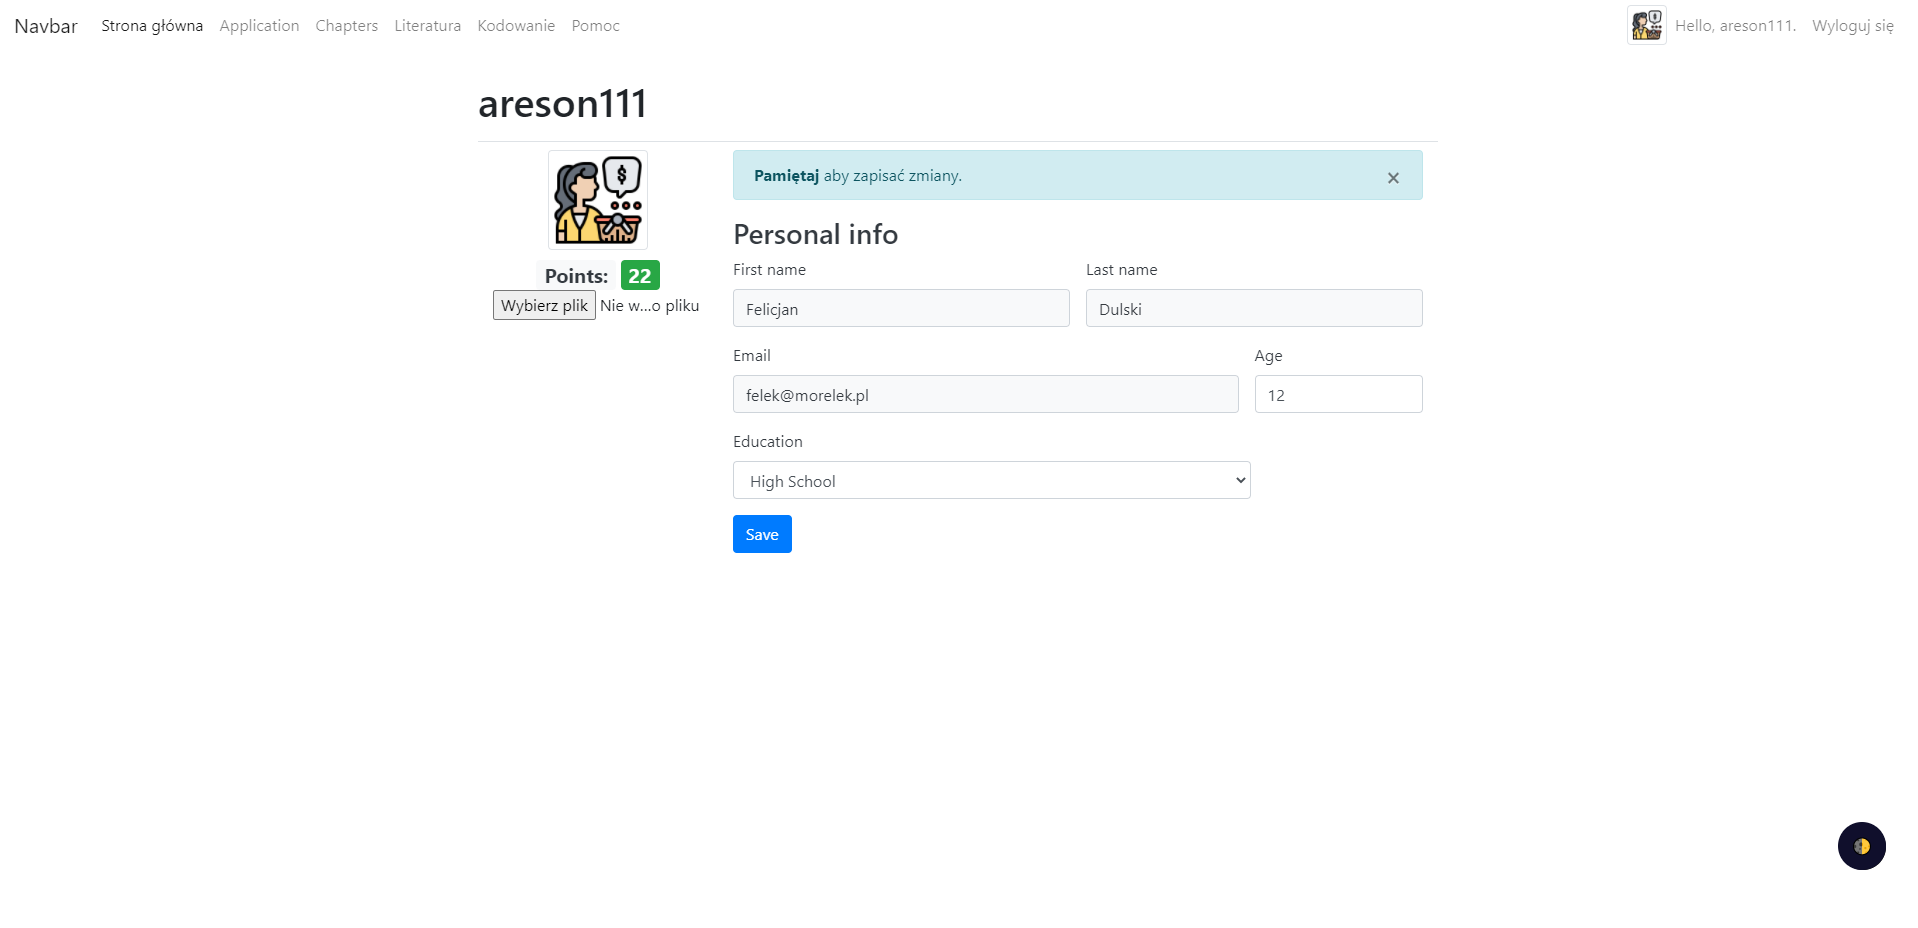 Navbar Strona główna Application Chapters Literatura Kodowanie Pomoc Hello, areson111. Wyloguj się
areson111
$
Pamiętaj aby zapisać zmiany. ×
Points: 22
Wybierz plik Nie w...o pliku
Personal info
First name Last name
Felicjan Dulski
Email Age
felek@morelek.pl 12
Education
High School
Save